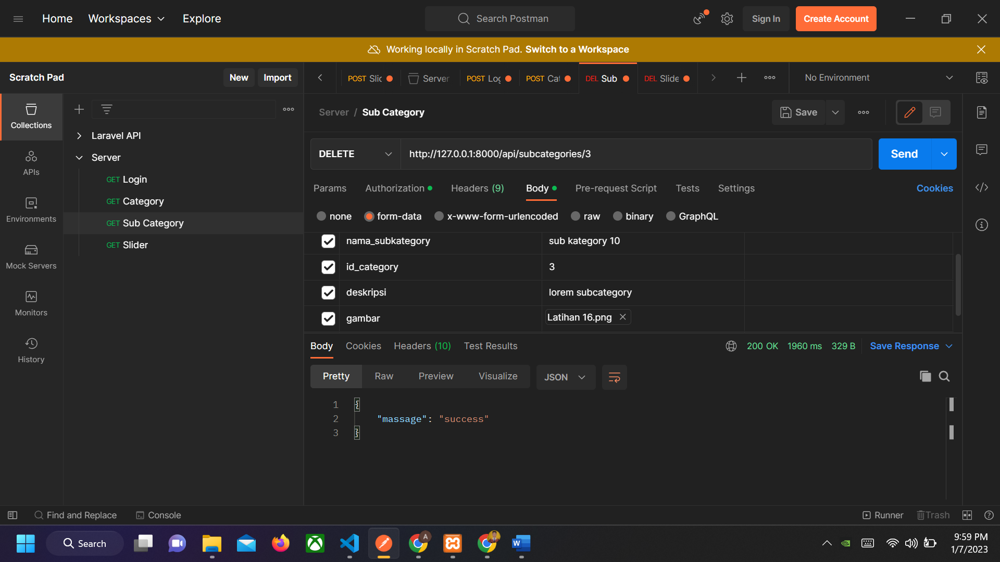 Home
Workspaces
Explore
Search Postman
Sign In
Create Account
Working locally in Scratch Pad. Switch to a Workspace
Scratch Pad
New
Import
POST Slic
Server
POST Log
POST Cat
DEL Sub
DEL Slide
No Environment
Collections
APIs
Environments
Mock Servers
Monitors
History
Laravel API
Server
GET Login
GET Category
GET Sub Category
GET Slider
Server / Sub Category
Save
DELETE
http://127.0.0.1:8000/api/subcategories/3
Send
Params
Authorization
Headers (9)
Body
Pre-request Script
Tests
Settings
Cookies
none
form-data
x-www-form-urlencoded
raw
binary
GraphQL
nama_subkategory
sub kategory 10
id_category
3
deskripsi
lorem subcategory
gambar
Latihan 16.png
Body
Cookies
Headers (10)
Test Results
200 OK
1960 ms
329 B
Save Response
Pretty
Raw
Preview
Visualize
JSON
1 {
2 "massage": "success"
3 }
Find and Replace
Console
Runner
Trash
Search
A
W
9:59 PM
1/7/2023